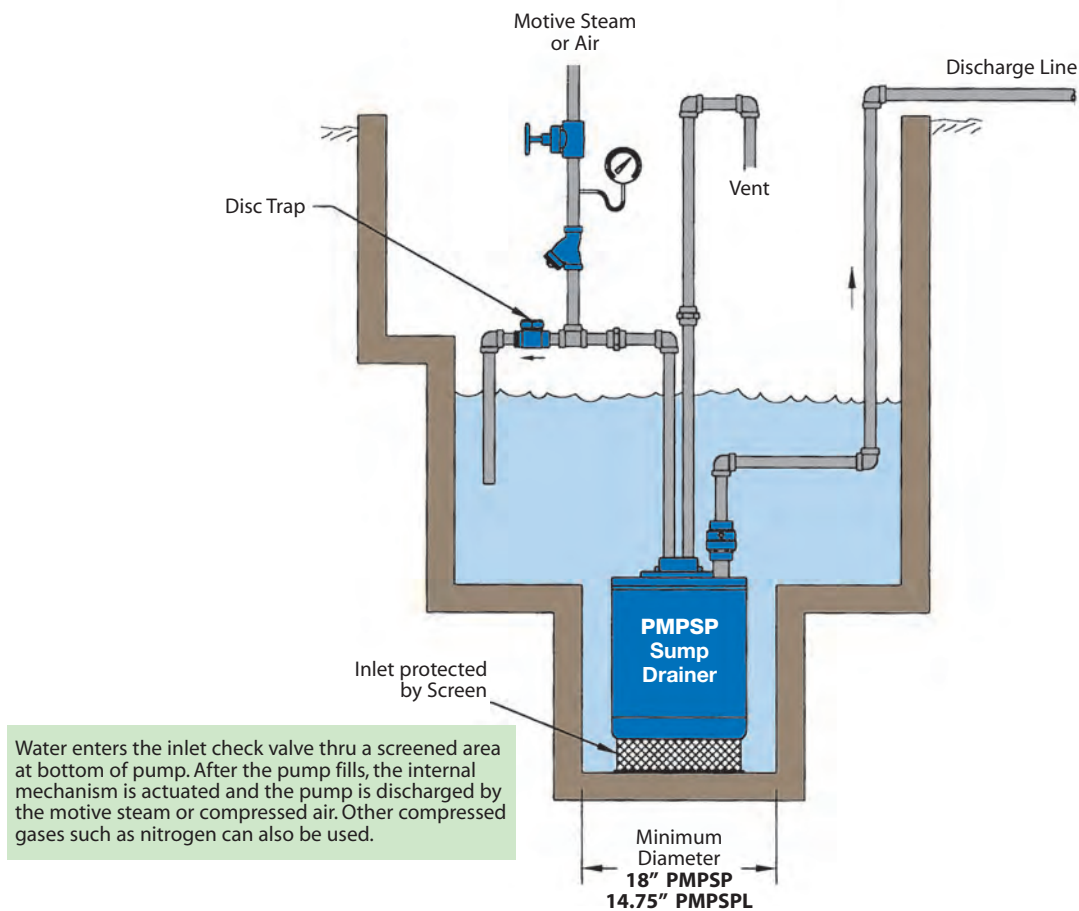 Motive Steam
or Air
Discharge Line
Vent
Disc Trap
PMPSP
Sump
Drainer
Inlet protected
by Screen
Water enters the inlet check valve thru a screened area
at bottom of pump. After the pump fills, the internal
mechanism is actuated and the pump is discharged by
the motive steam or compressed air. Other compressed
gases such as nitrogen can also be used.
Minimum
Diameter
18” PMPSP
14.75” PMPSPL